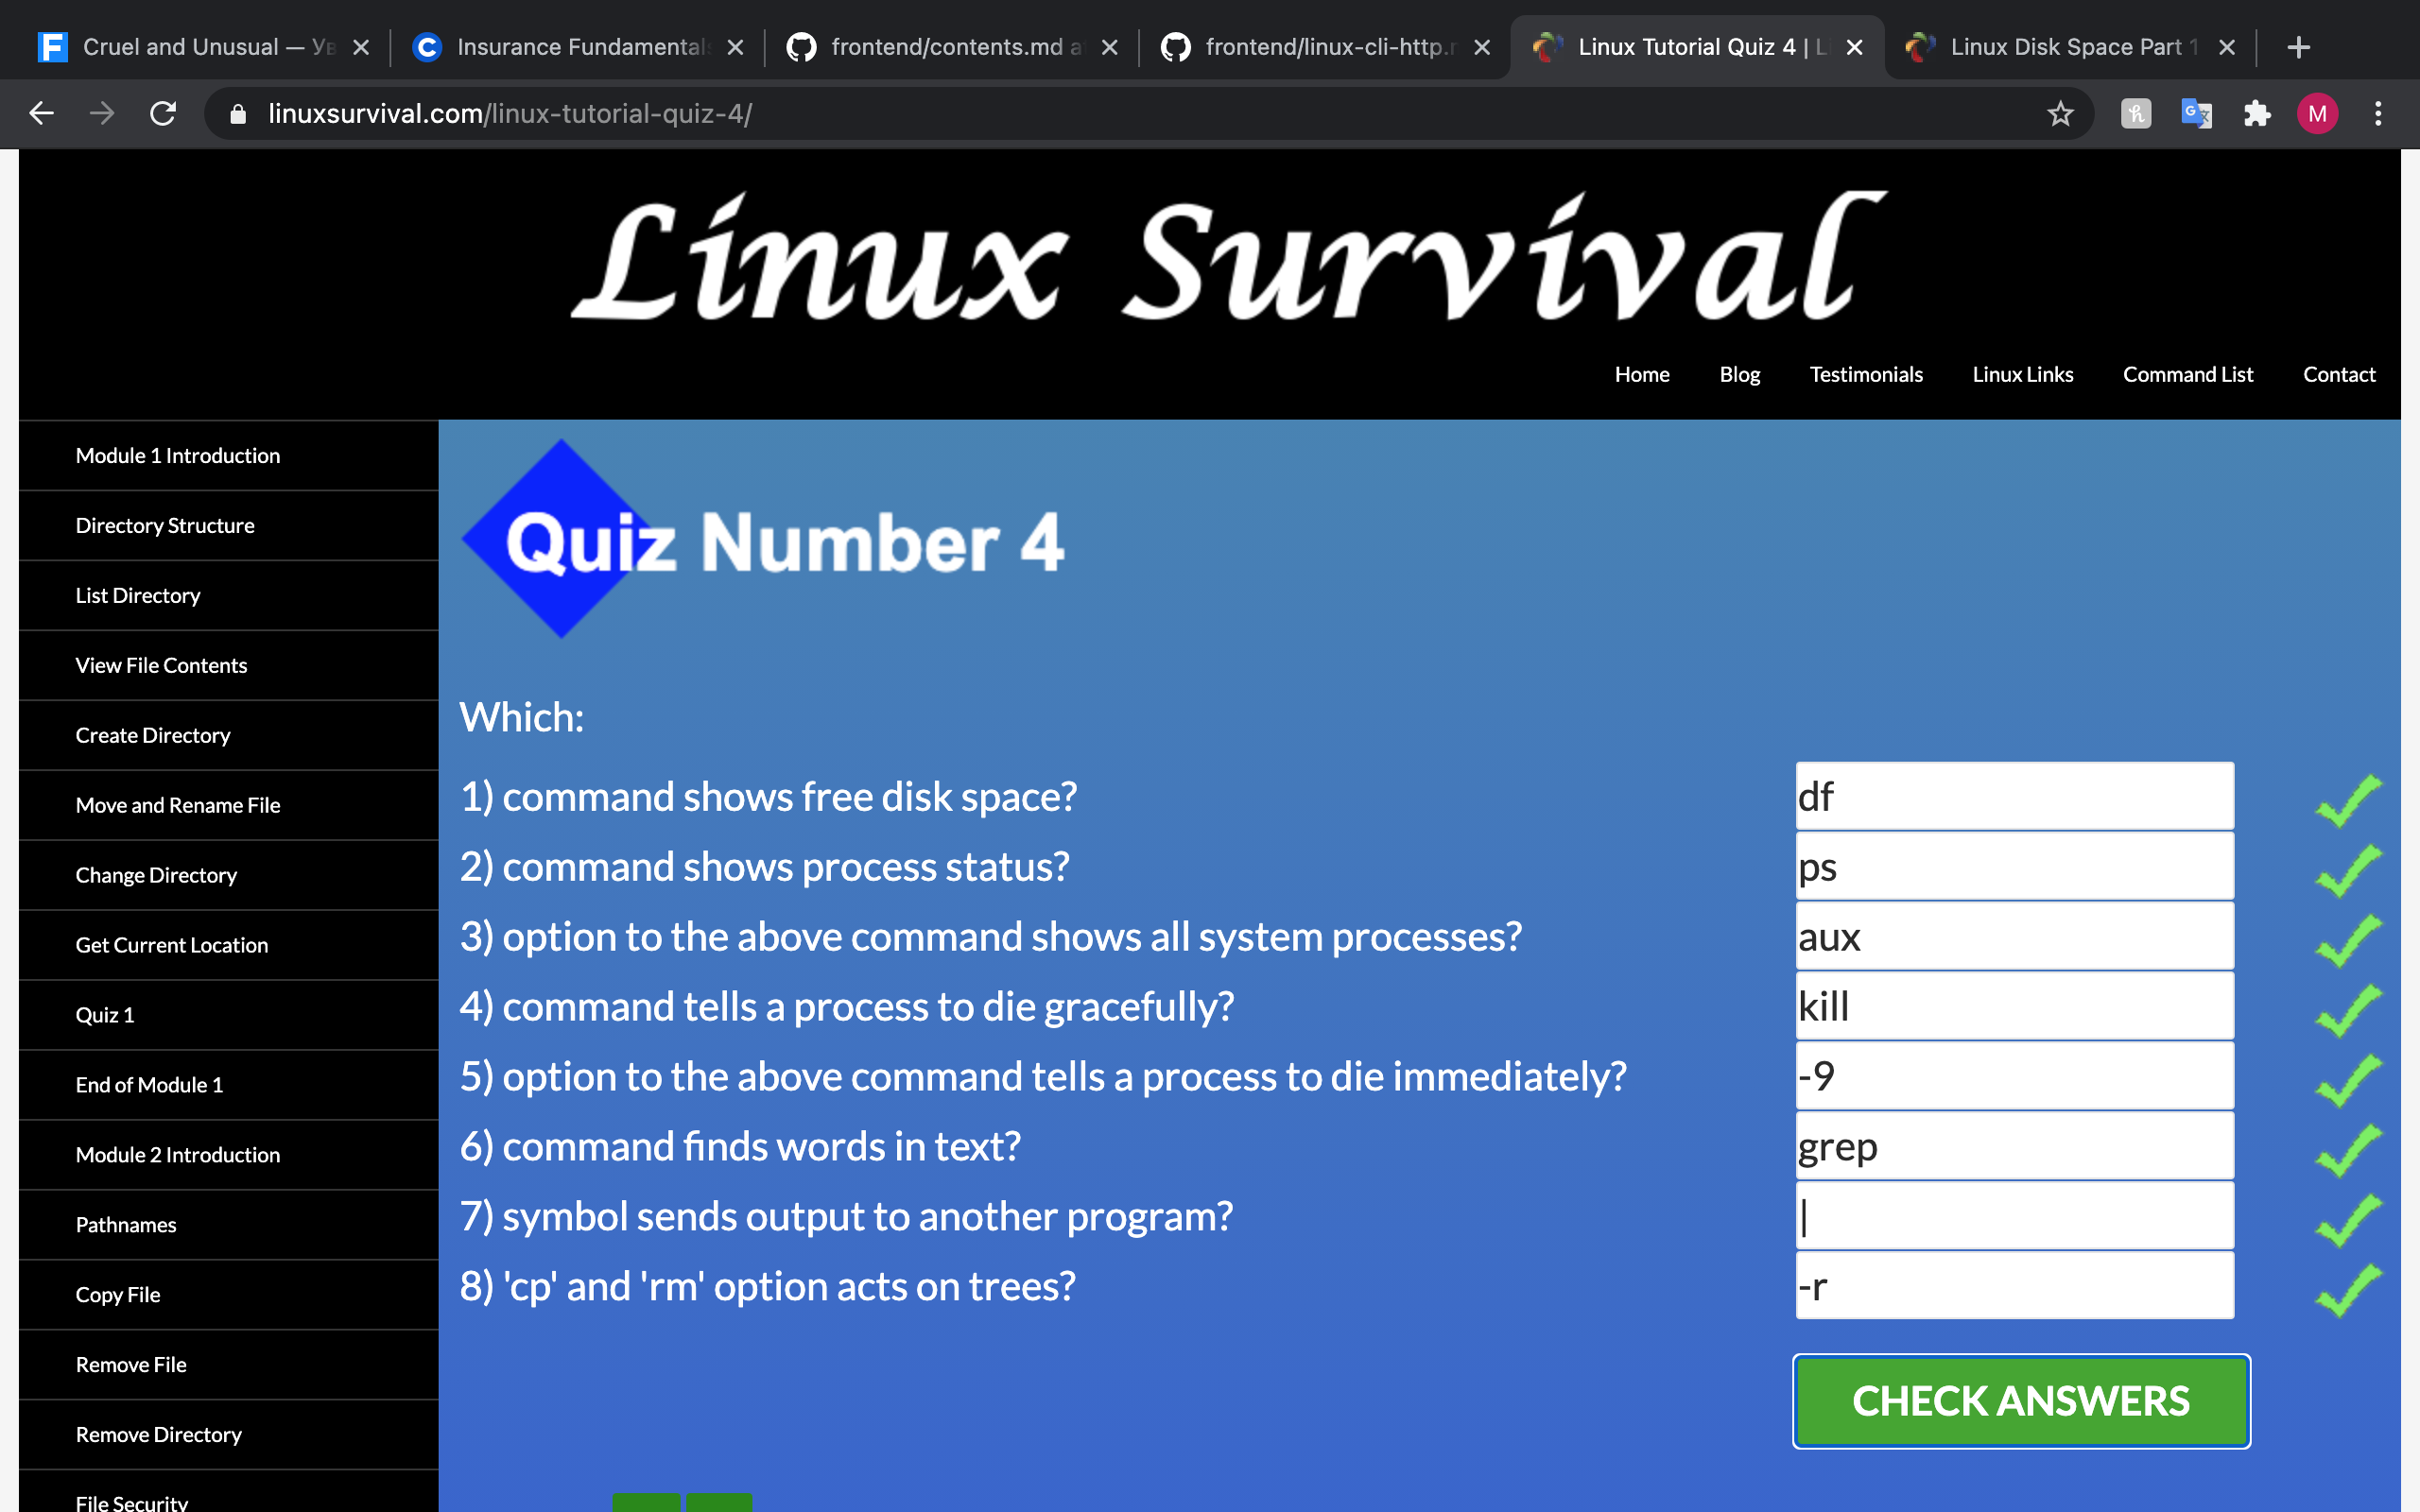 Cruel and Unusual — Ув
Insurance Fundamentals
frontend/contents.md a
frontend/linux-cli-http.r
Linux Tutorial Quiz 4 | Li
Linux Disk Space Part 1
linuxsurvival.com/linux-tutorial-quiz-4/
M
Linux Survival
Home
Blog
Testimonials
Linux Links
Command List
Contact
Module 1 Introduction
Directory Structure
List Directory
View File Contents
Create Directory
Move and Rename File
Change Directory
Get Current Location
Quiz 1
End of Module 1
Module 2 Introduction
Pathnames
Copy File
Remove File
Remove Directory
File Security
Quiz Number 4
Which:
1) command shows free disk space? df
2) command shows process status? ps
3) option to the above command shows all system processes? aux
4) command tells a process to die gracefully? kill
5) option to the above command tells a process to die immediately? -9
6) command finds words in text? grep
7) symbol sends output to another program? |
8) 'cp' and 'rm' option acts on trees? -r
CHECK ANSWERS